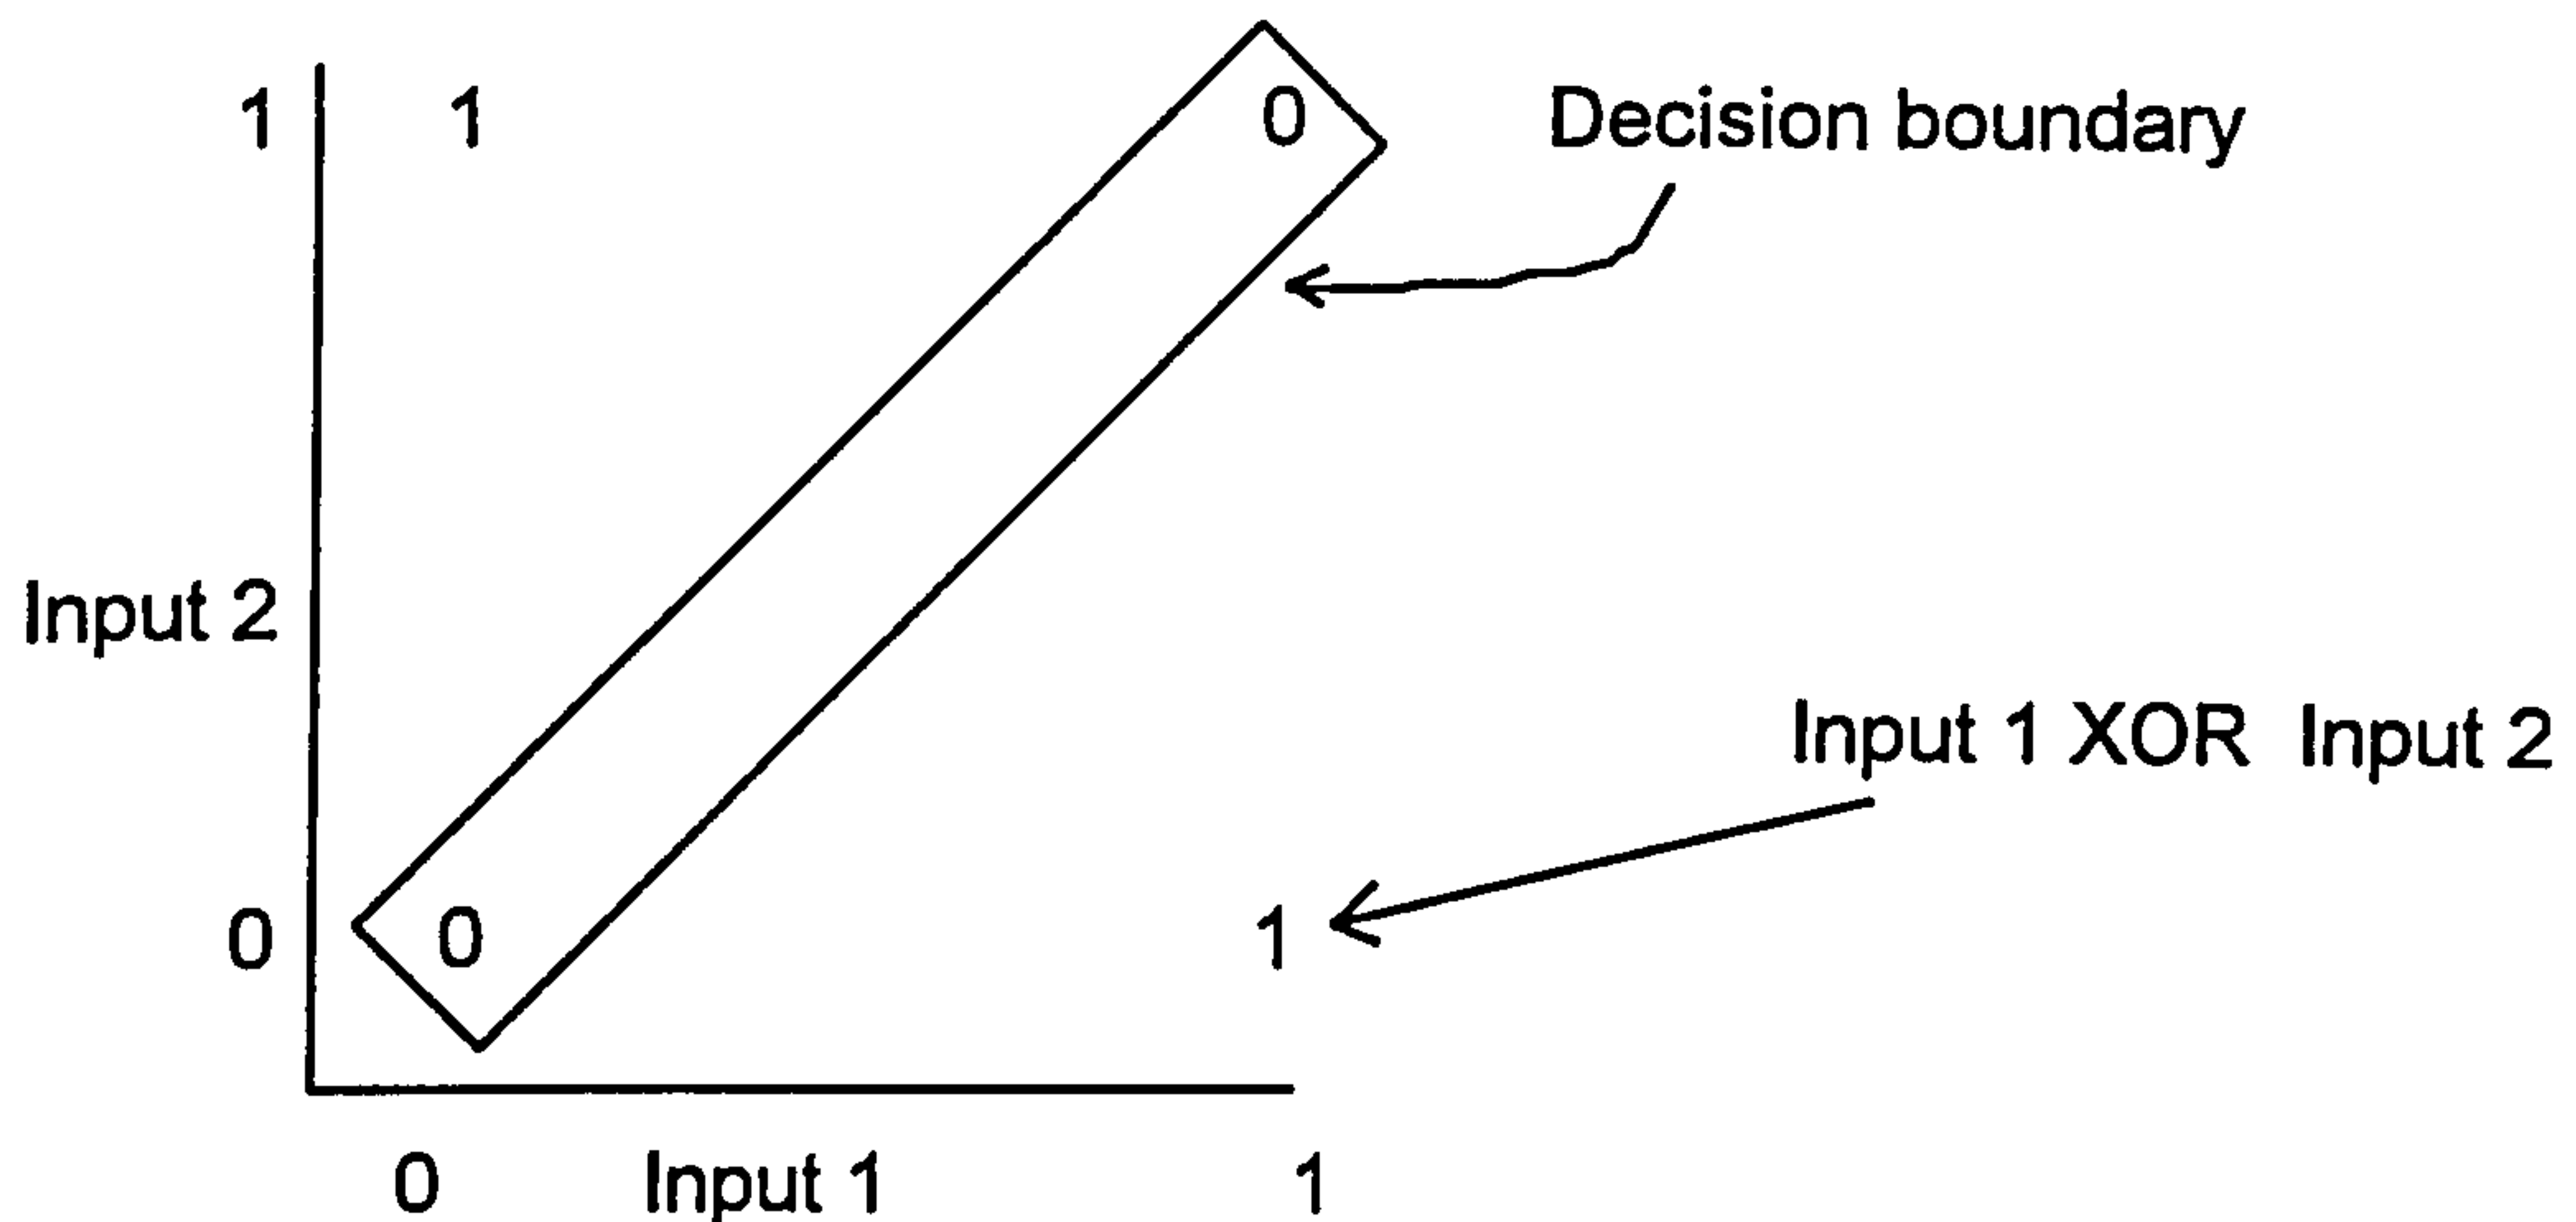 1 1 0 Decision boundary
Input 2
Input 1 XOR Input 2
0 0 1
0 Input 1 1